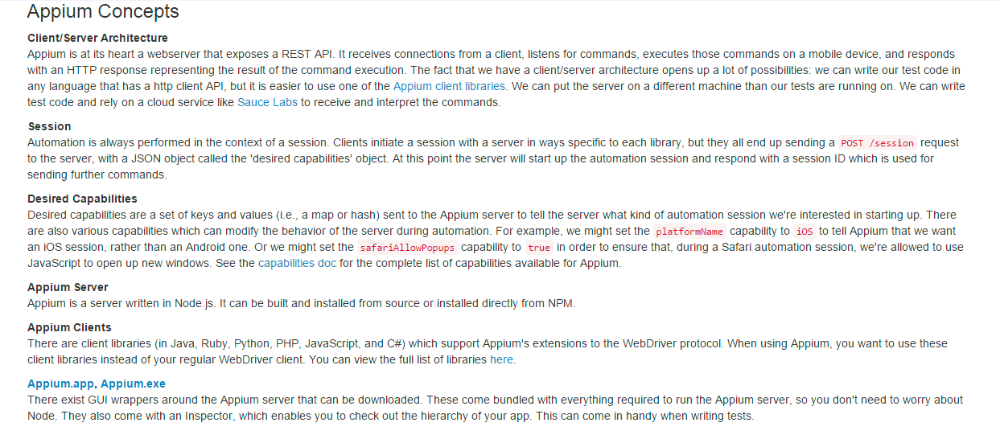 Appium Concepts
Client/Server Architecture
Appium is at its heart a webserver that exposes a REST API. It receives connections from a client, listens for commands, executes those commands on a mobile device, and responds
with an HTTP response representing the result of the command execution. The fact that we have a client/server architecture opens up a lot of possibilities: we can write our test code in
any language that has a http client API, but it is easier to use one of the Appium client libraries. We can put the server on a different machine than our tests are running on. We can write
test code and rely on a cloud service like Sauce Labs to receive and interpret the commands.
Session
Automation is always performed in the context of a session. Clients initiate a session with a server in ways specific to each library, but they all end up sending a POST /session request
to the server, with a JSON object called the 'desired capabilities' object. At this point the server will start up the automation session and respond with a session ID which is used for
sending further commands.
Desired Capabilities
Desired capabilities are a set of keys and values (i.e., a map or hash) sent to the Appium server to tell the server what kind of automation session we're interested in starting up. There
are also various capabilities which can modify the behavior of the server during automation. For example, we might set the platformName capability to iOS to tell Appium that we want
an iOS session, rather than an Android one. Or we might set the safariAllowPopups capability to true in order to ensure that, during a Safari automation session, we're allowed to use
JavaScript to open up new windows. See the capabilities doc for the complete list of capabilities available for Appium.
Appium Server
Appium is a server written in Node.js. It can be built and installed from source or installed directly from NPM.
Appium Clients
There are client libraries (in Java, Ruby, Python, PHP, JavaScript, and C#) which support Appium's extensions to the WebDriver protocol. When using Appium, you want to use these
client libraries instead of your regular WebDriver client. You can view the full list of libraries here.
Appium.app, Appium.exe
There exist GUI wrappers around the Appium server that can be downloaded. These come bundled with everything required to run the Appium server, so you don't need to worry about
Node. They also come with an Inspector, which enables you to check out the hierarchy of your app. This can come in handy when writing tests.